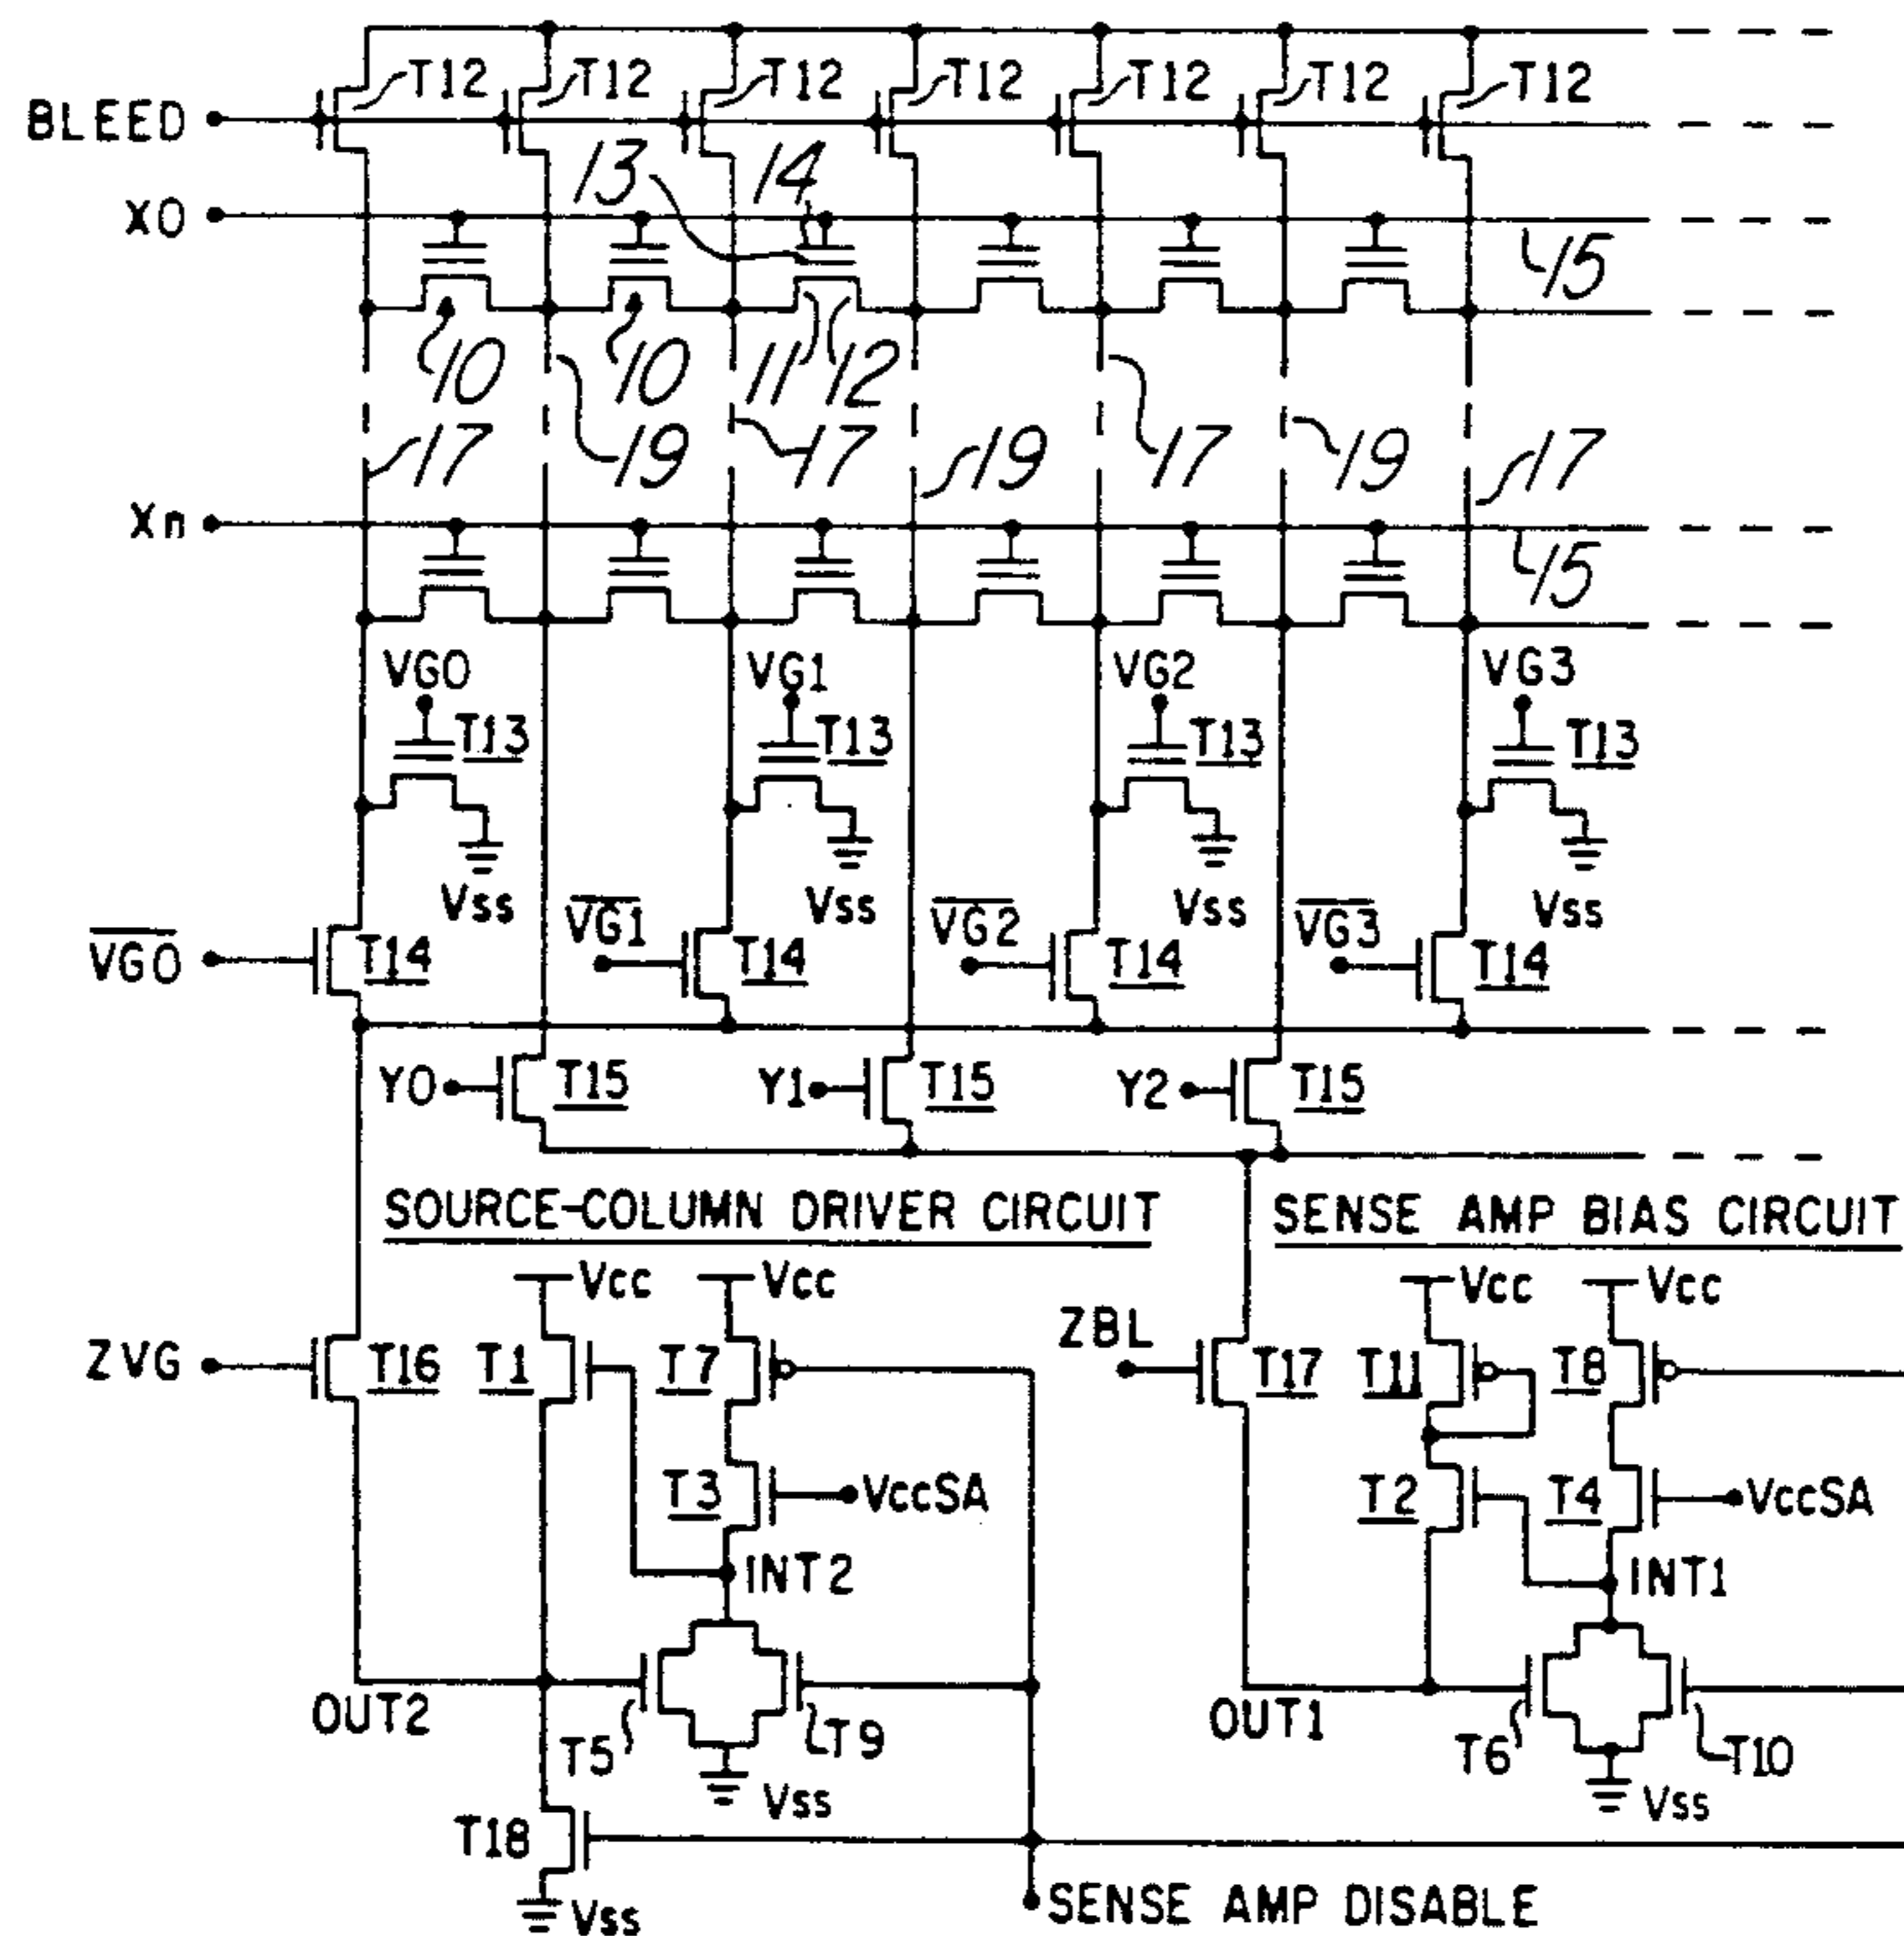 T12 T12 T12 T12 T12 T12 T12
BLEED
13 14
X0
15
10 10 11 12
17 19 17 19 17 19 17
Xn
15
VG0 VG1 VG2 VG3
T13 T13 T13 T13
Vss Vss Vss Vss
VG0 T14 VG1 T14 VG2 T14 VG3 T14
Y0 T15 Y1 T15 Y2 T15
SOURCE-COLUMN DRIVER CIRCUIT SENSE AMP BIAS CIRCUIT
Vcc Vcc Vcc Vcc
ZVG T16 T1 T7 ZBL T17 T11 T8
T3 VccSA T2 T4 VccSA
INT2 INT1
OUT2 T5 T9 OUT1 T6 T10
Vss Vss
T18
Vss SENSE AMP DISABLE